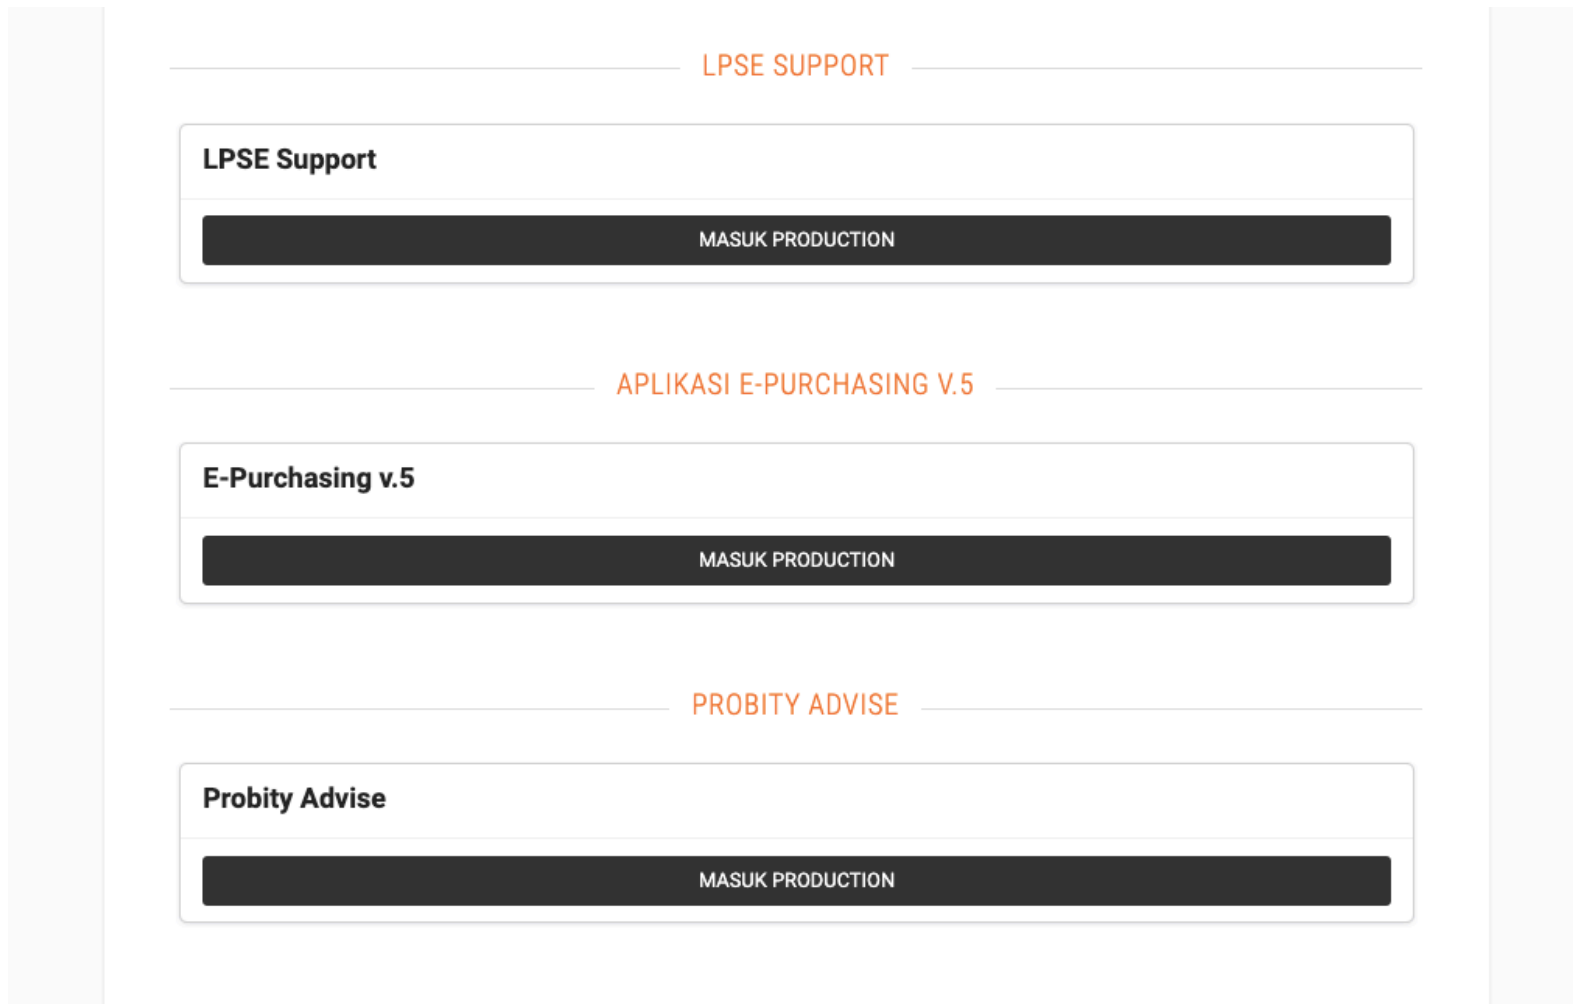 LPSE SUPPORT
LPSE Support
MASUK PRODUCTION
APLIKASI E-PURCHASING V.5
E-Purchasing v.5
MASUK PRODUCTION
PROBITY ADVISE
Probity Advise
MASUK PRODUCTION